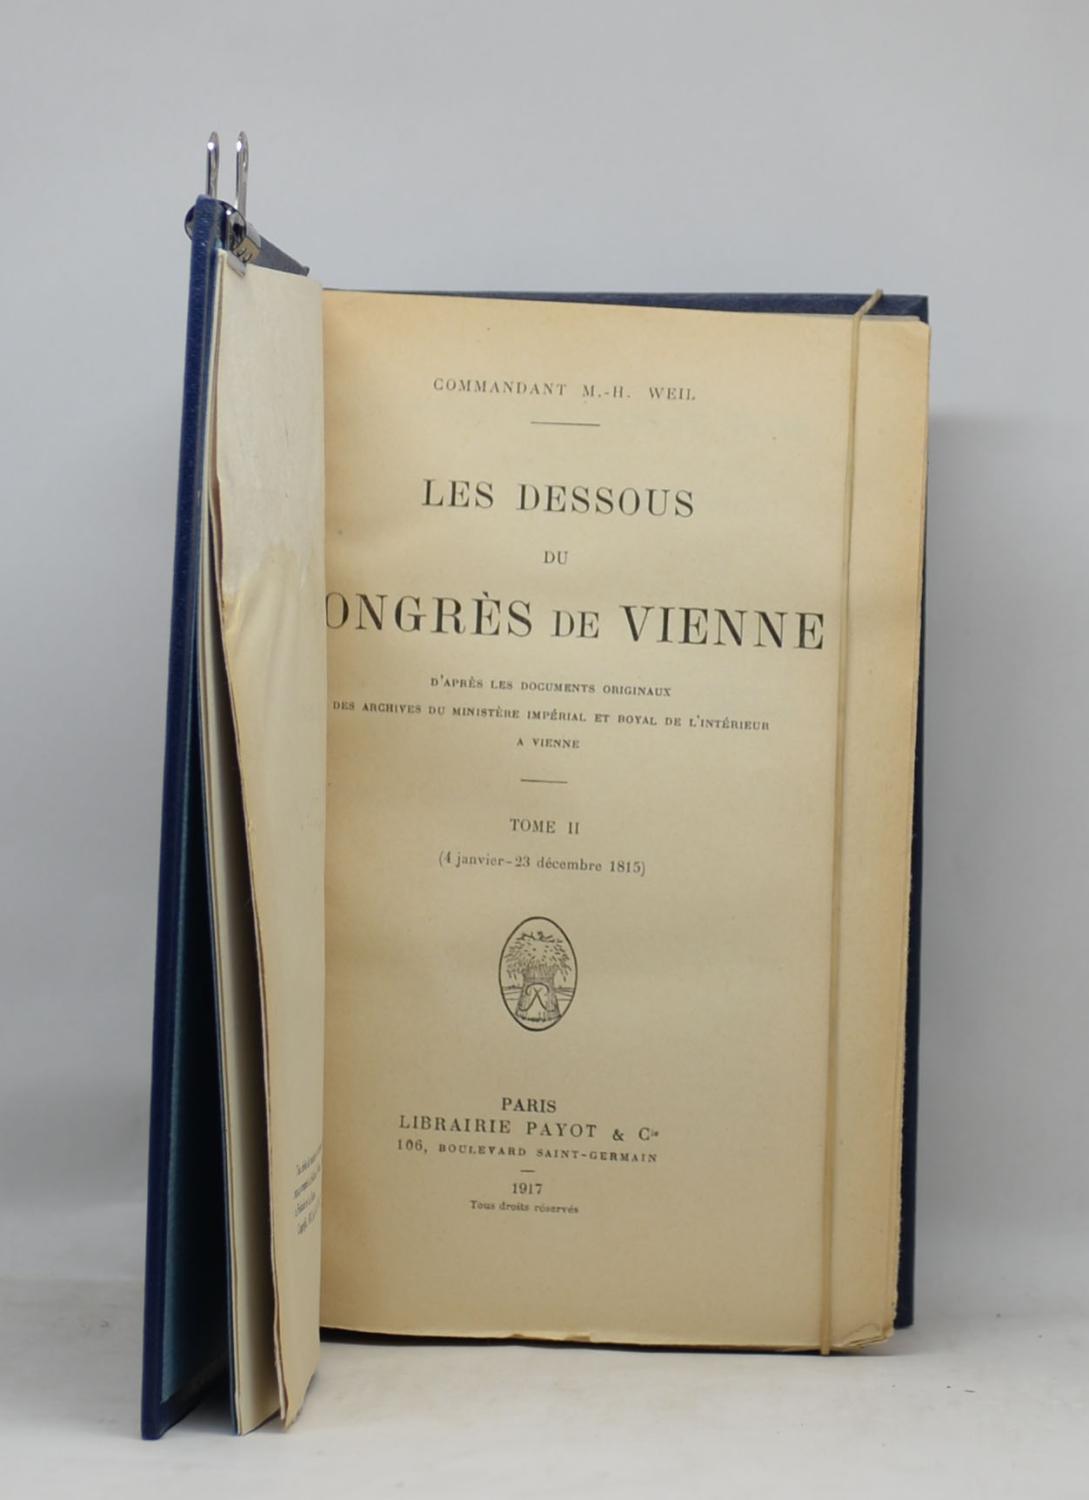 COMMANDANT M.-H. WEIL
LES DESSOUS
DU
ONGRÈS DE VIENNE
D'APRÈS LES DOCUMENTS ORIGINAUX
DES ARCHIVES DU MINISTÈRE IMPÉRIAL ET ROYAL DE L'INTÉRIEUR
A VIENNE
TOME II
(4 janvier-23 décembre 1815)
PARIS
LIBRAIRIE PAYOT & Cie
106, BOULEVARD SAINT-GERMAIN
1917
Tous droits réservés